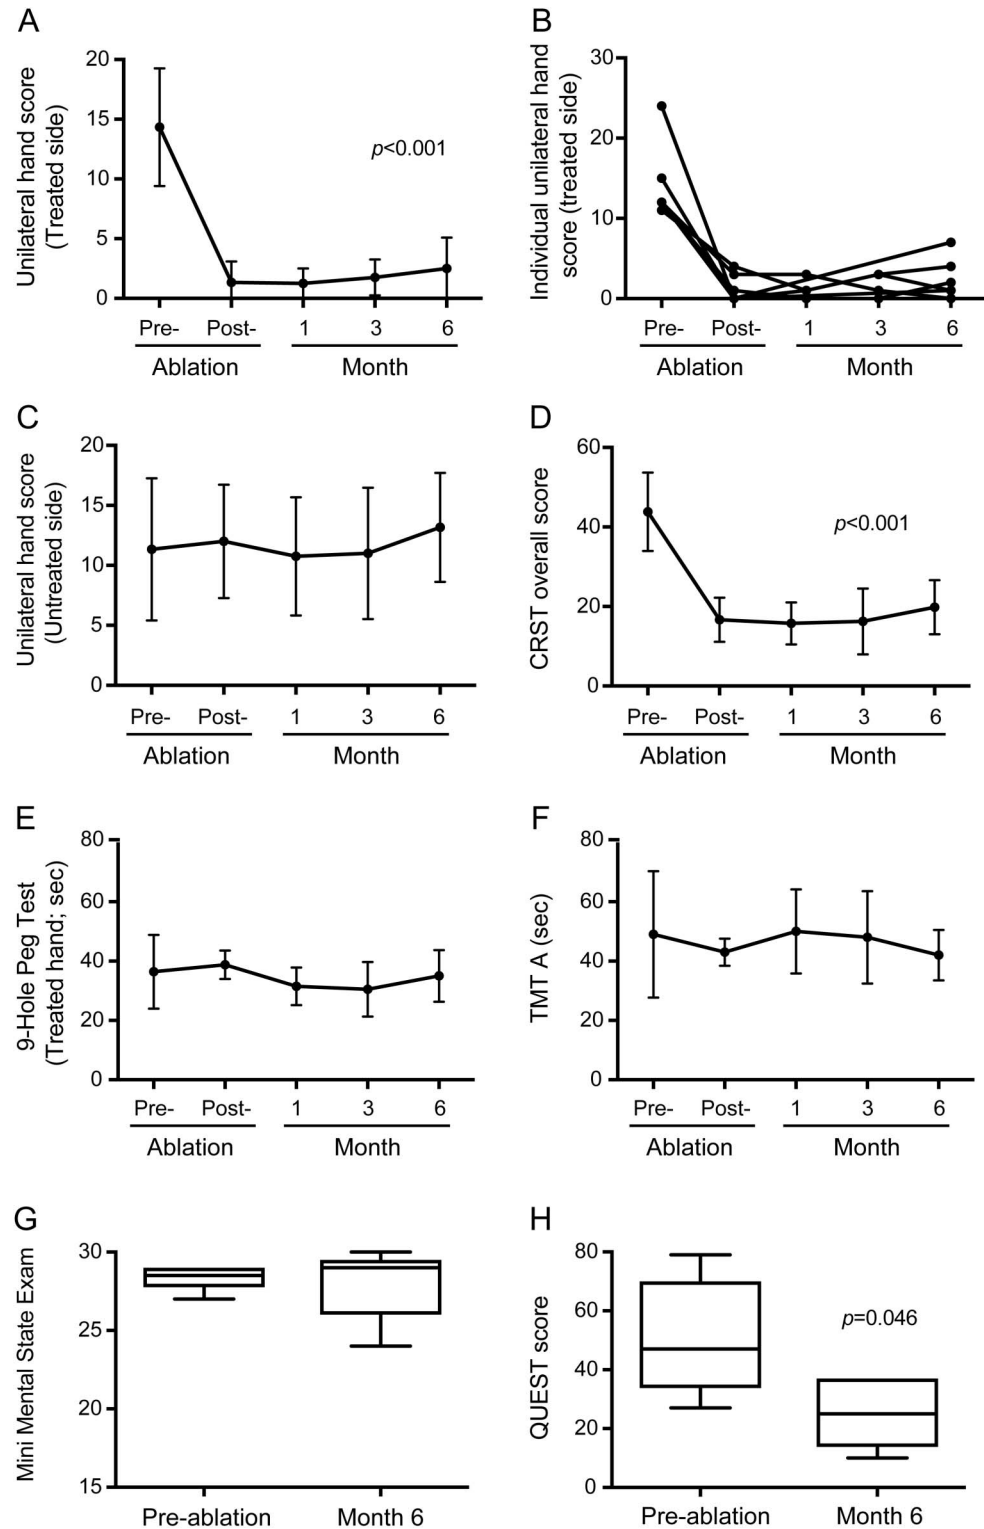 A
Unilateral hand score
(Treated side)
20
15
10
5
0
p<0.001
Pre- Post- 1 3 6
Ablation Month
B
Individual unilateral hand
score (treated side)
30
20
10
0
Pre- Post- 1 3 6
Ablation Month
C
Unilateral hand score
(Untreated side)
20
15
10
5
0
Pre- Post- 1 3 6
Ablation Month
D
CRST overall score
60
40
20
0
p<0.001
Pre- Post- 1 3 6
Ablation Month
E
9-Hole Peg Test
(Treated hand; sec)
80
60
40
20
0
Pre- Post- 1 3 6
Ablation Month
F
TMT A (sec)
80
60
40
20
0
Pre- Post- 1 3 6
Ablation Month
G
Mini Mental State Exam
30
25
20
15
Pre-ablation Month 6
H
QUEST score
80
60
40
20
0
p=0.046
Pre-ablation Month 6